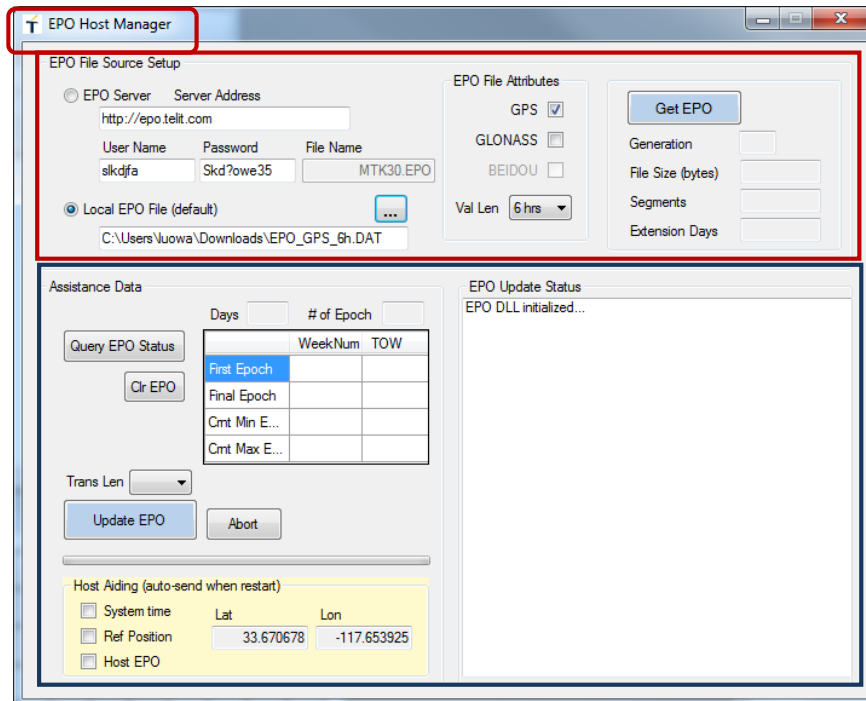 EPO Host Manager
EPO File Source Setup
EPO Server Server Address
http://epo.telit.com
User Name Password File Name
slkdjfa Skd?owe35 MTK30.EPO
Local EPO File (default) ...
C:\Users\luowa\Downloads\EPO_GPS_6h.DAT
EPO File Attributes
GPS
GLONASS
BEIDOU
Val Len 6 hrs
Get EPO
Generation
File Size (bytes)
Segments
Extension Days
Assistance Data
Days # of Epoch
Query EPO Status
Clr EPO
WeekNum TOW
First Epoch
Final Epoch
Crnt Min E...
Crnt Max E...
Trans Len
Update EPO Abort
Host Aiding (auto-send when restart)
System time Lat Lon
Ref Position 33.670678 -117.653925
Host EPO
EPO Update Status
EPO DLL initialized...